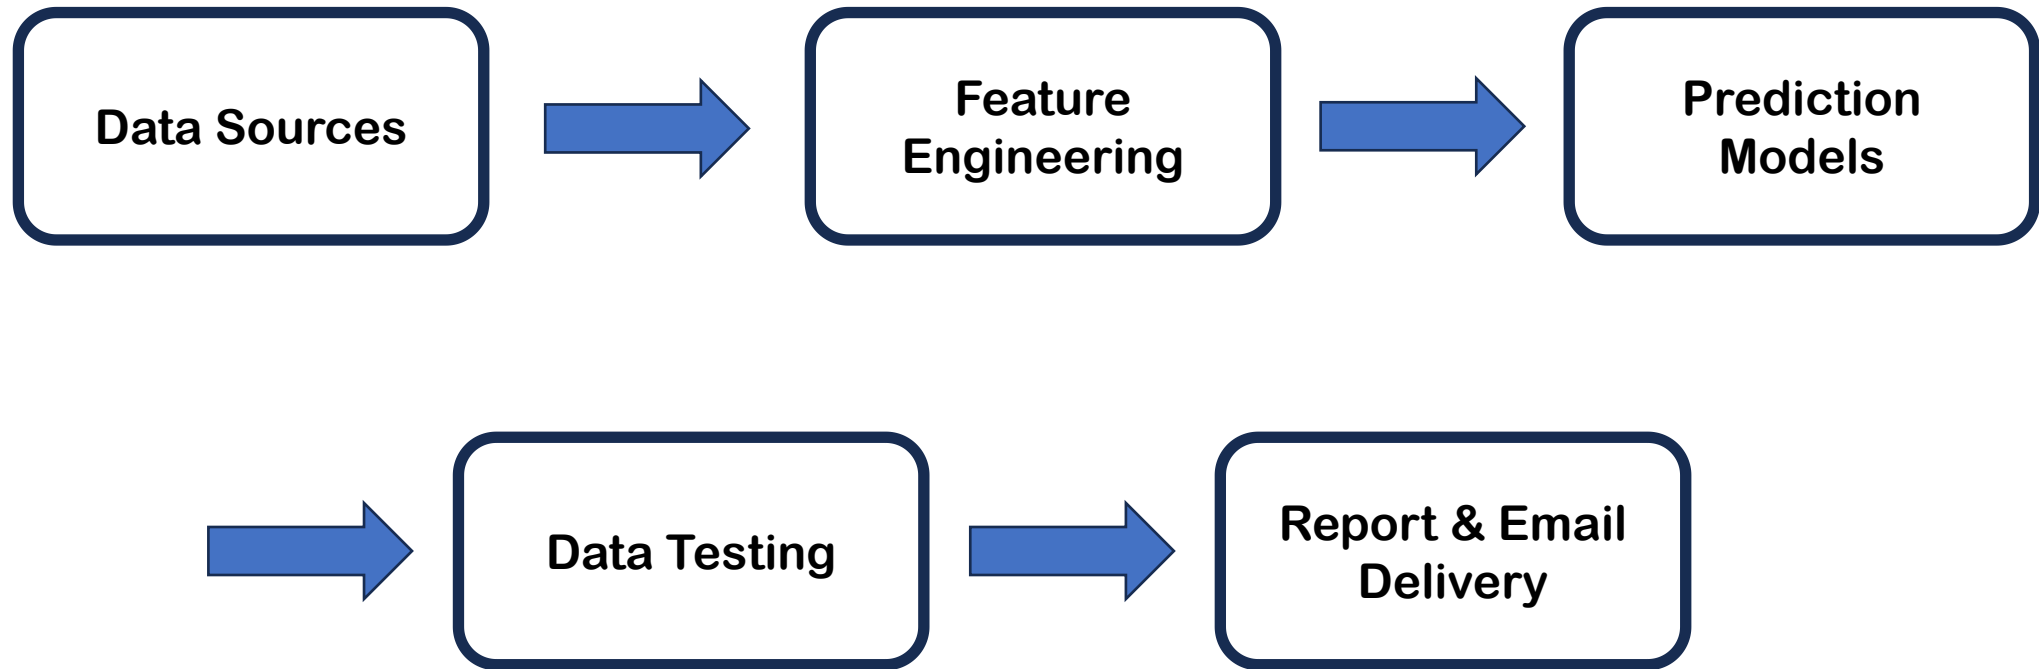 Data Sources
Feature
Engineering
Prediction
Models
Data Testing
Report & Email
Delivery